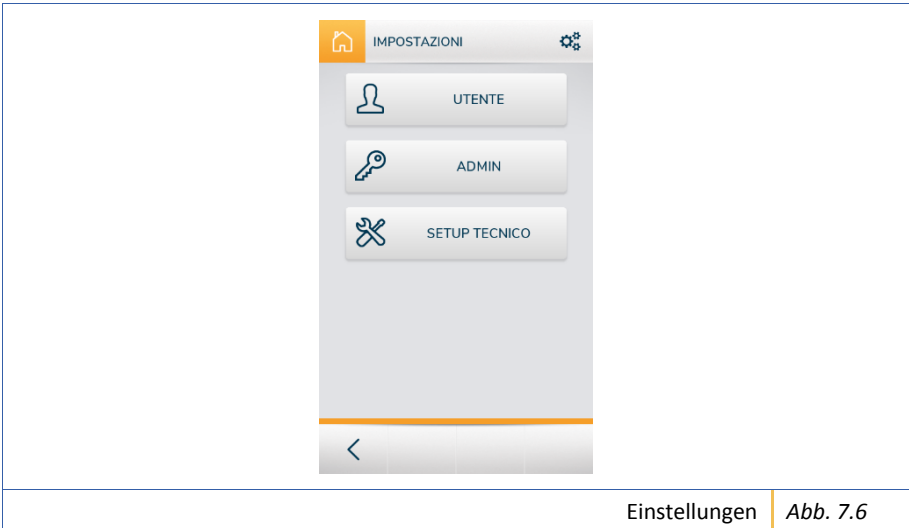 IMPOSTAZIONI
UTENTE
ADMIN
SETUP TECNICO
Einstellungen Abb. 7.6